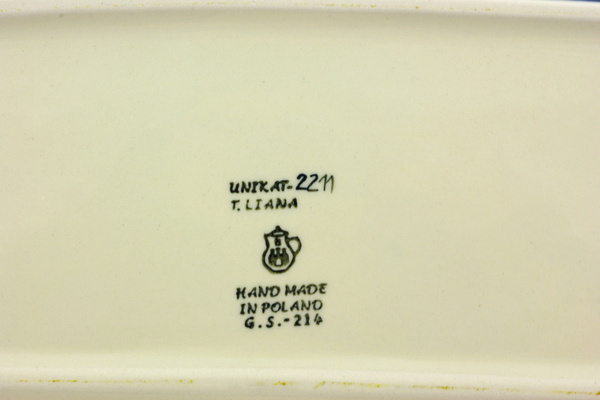 UNIKAT-2211
T. LIANA
HAND MADE
IN POLAND
G.S.-214